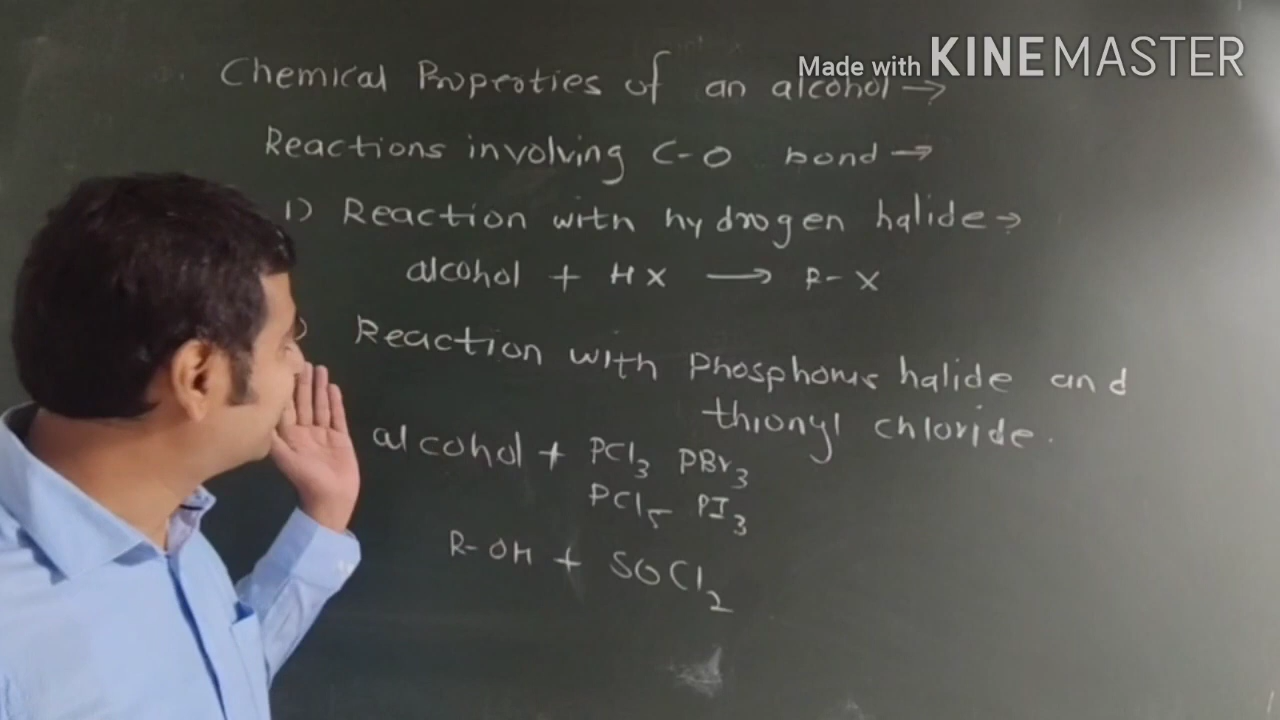 Made with KINEMASTER
Chemical Properties of an alcohol →
Reactions involving C-O bond →
1) Reaction with hydrogen halide →
alcohol + HX → R-X
) Reaction with Phosphorus halide and
thionyl chloride.
alcohol + PCl3 PBr3
PCl5 PI3
R-OH + SOCl2